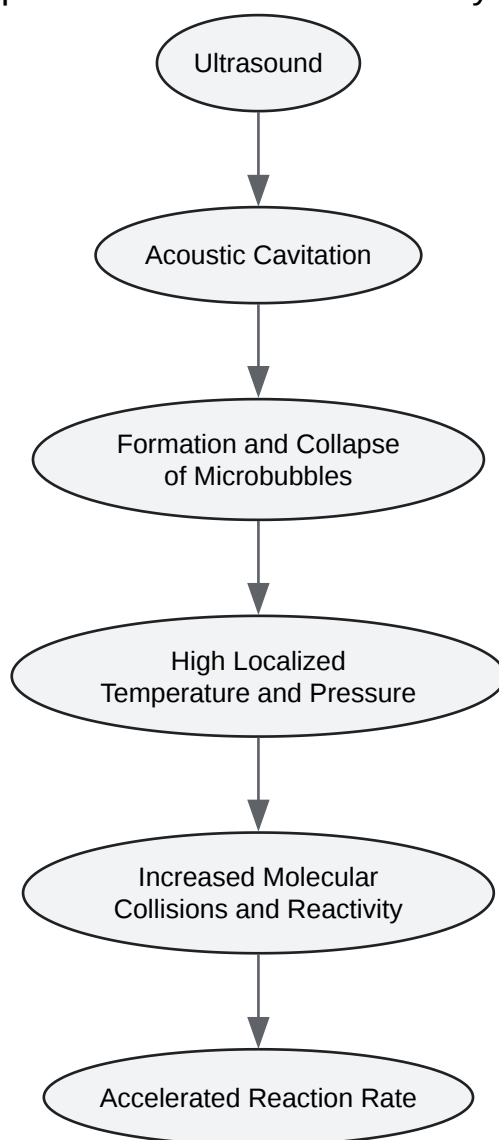 Ultrasound
Acoustic Cavitation
Formation and Collapse
of Microbubbles
High Localized
Temperature and Pressure
Increased Molecular
Collisions and Reactivity
Accelerated Reaction Rate